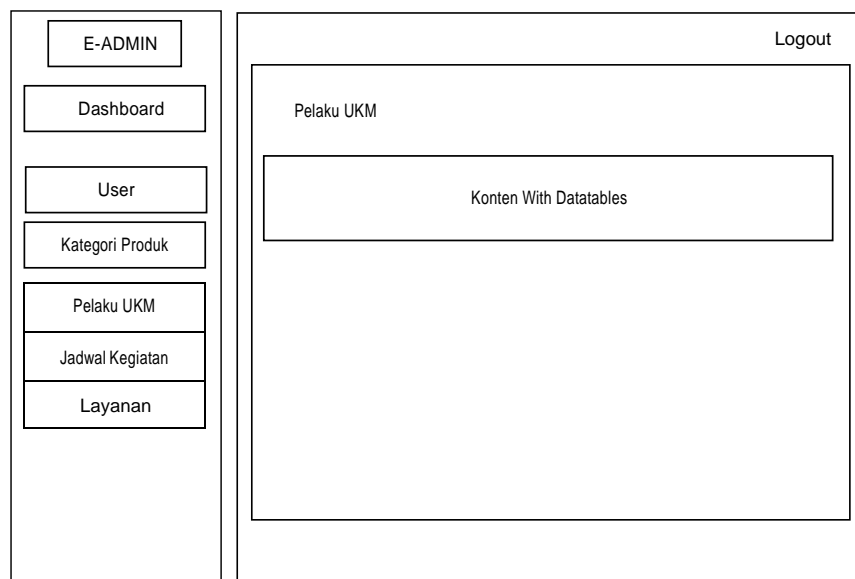 E-ADMIN
Dashboard
User
Kategori Produk
Pelaku UKM
Jadwal Kegiatan
Layanan
Logout
Pelaku UKM
Konten With Datatables